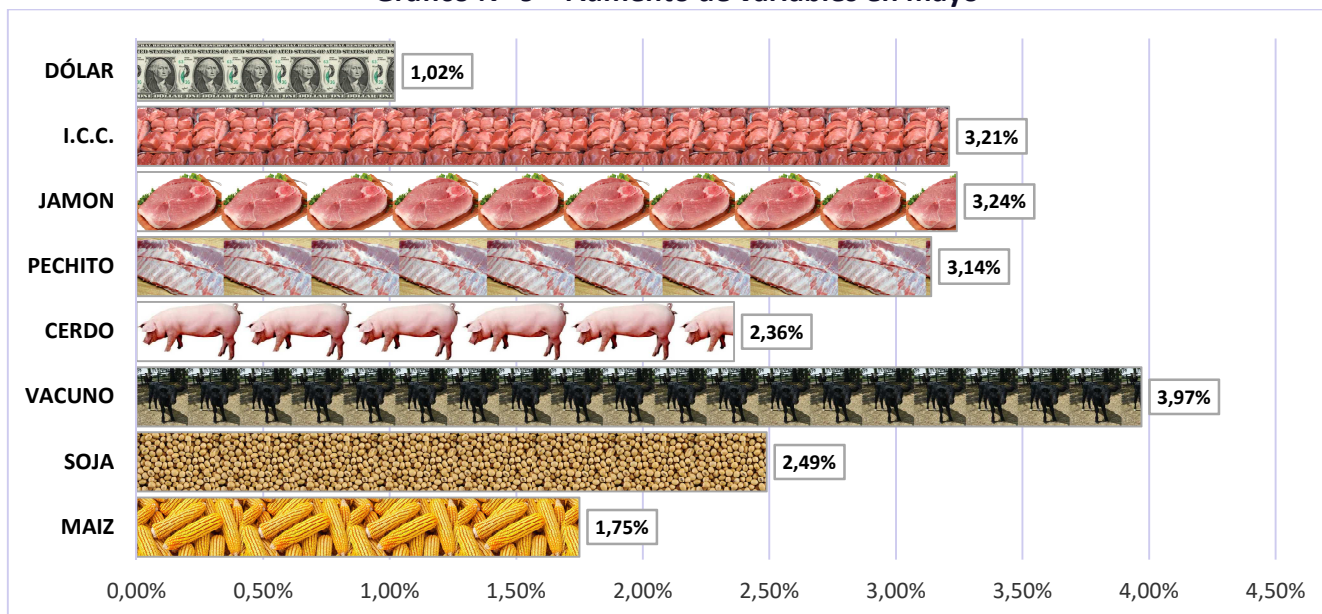 DÓLAR
1,02%
I.C.C.
3,21%
JAMON
3,24%
PECHITO
3,14%
CERDO
2,36%
VACUNO
3,97%
SOJA
2,49%
MAIZ
1,75%
0,00% 0,50% 1,00% 1,50% 2,00% 2,50% 3,00% 3,50% 4,00% 4,50%